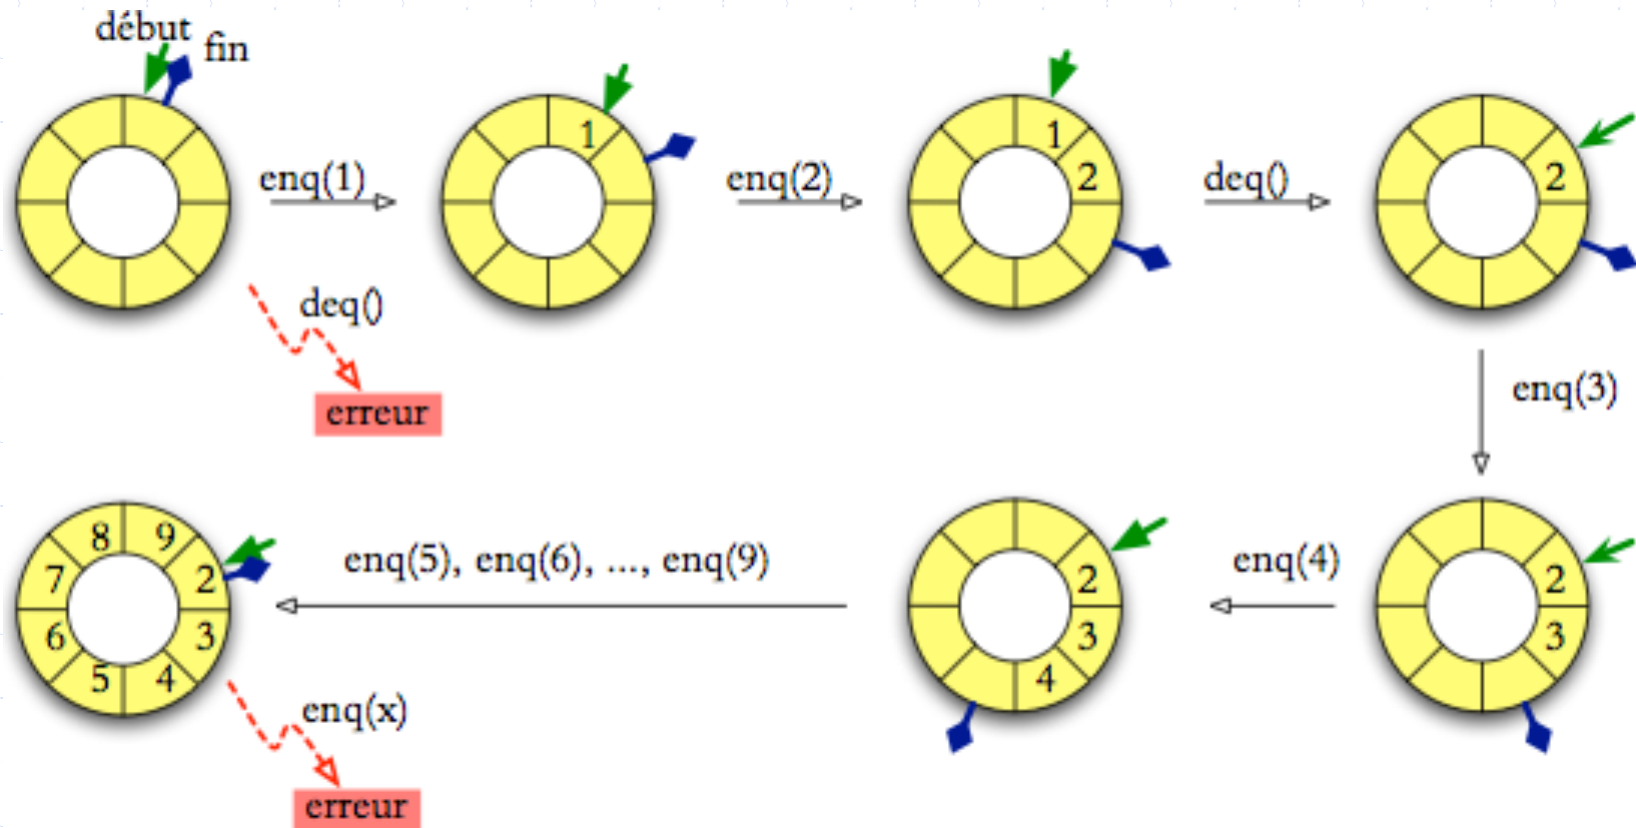 début
fin
enq(1)
1
enq(2)
1
2
deq()
2
deq()
erreur
enq(3)
8 9
7 2
6 3
5 4
enq(5), enq(6), ..., enq(9)
2
3
4
enq(4)
2
3
enq(x)
erreur